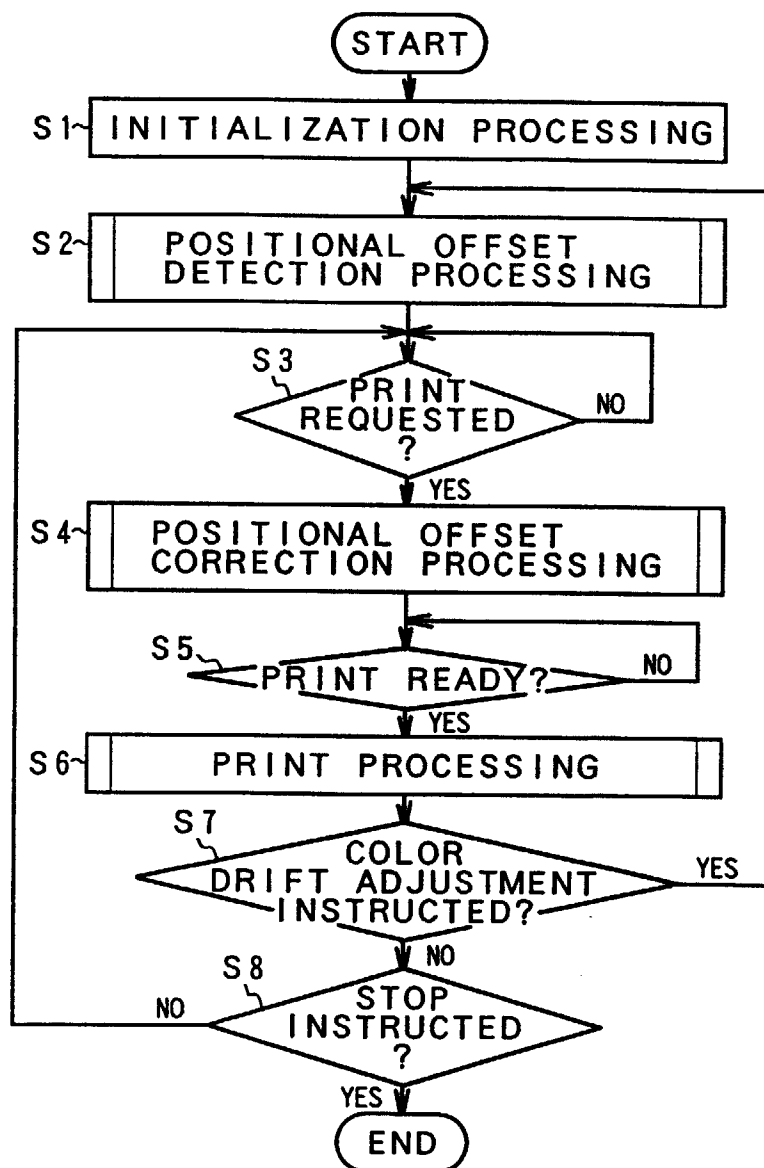 START
S1 INITIALIZATION PROCESSING
S2 POSITIONAL OFFSET
DETECTION PROCESSING
S3
PRINT
REQUESTED
?
NO
YES
S4 POSITIONAL OFFSET
CORRECTION PROCESSING
S5
PRINT READY?
NO
YES
S6 PRINT PROCESSING
S7
COLOR
DRIFT ADJUSTMENT
INSTRUCTED?
YES
NO
S8
STOP
INSTRUCTED
?
NO
YES
END